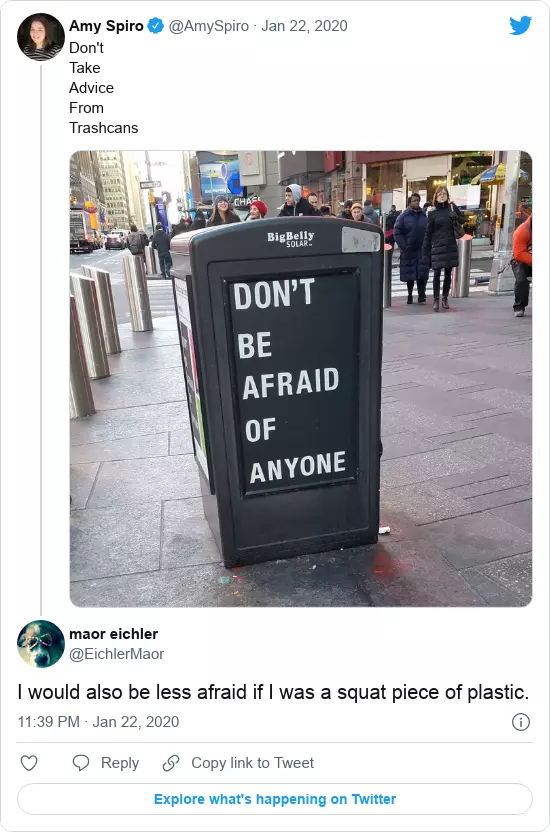 Amy Spiro @AmySpiro · Jan 22, 2020
Don't
Take
Advice
From
Trashcans
CHASE
BigBelly
SOLAR™
DON'T
BE
AFRAID
OF
ANYONE
maor eichler
@EichlerMaor
I would also be less afraid if I was a squat piece of plastic.
11:39 PM · Jan 22, 2020
Reply
Copy link to Tweet
Explore what's happening on Twitter